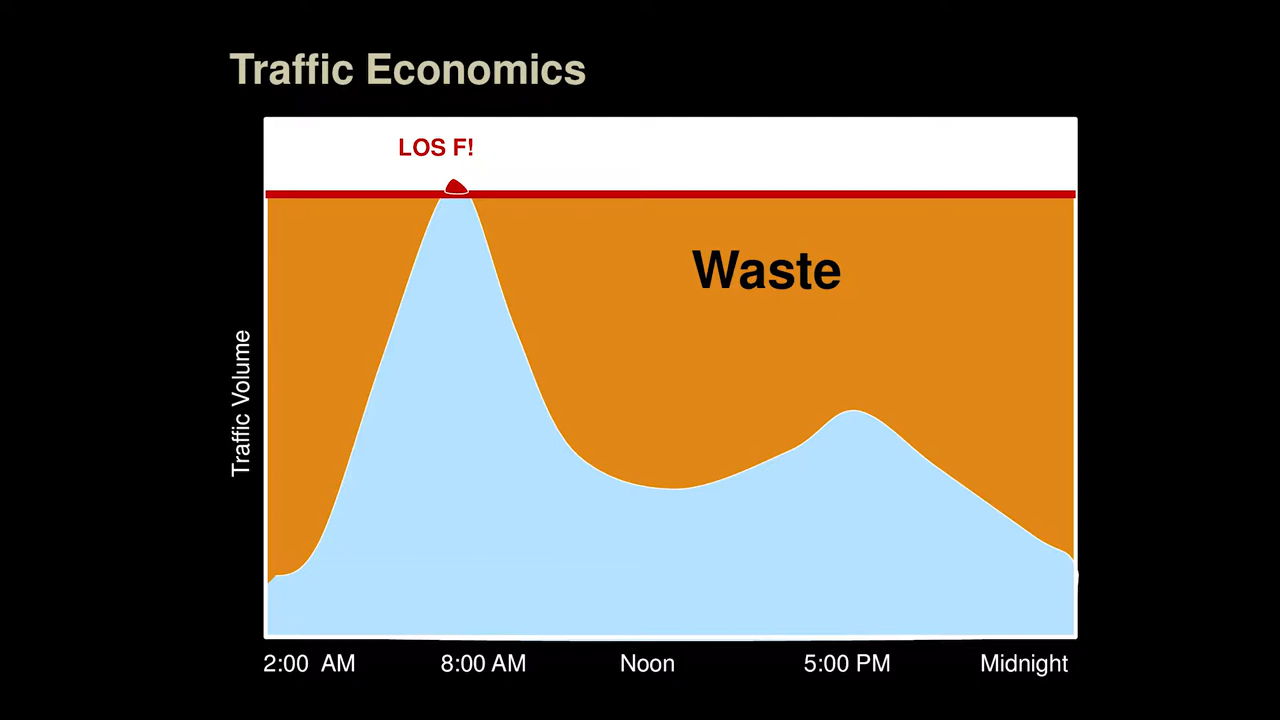 Traffic Economics
LOS F!
Waste
Traffic Volume
2:00 AM
8:00 AM
Noon
5:00 PM
Midnight